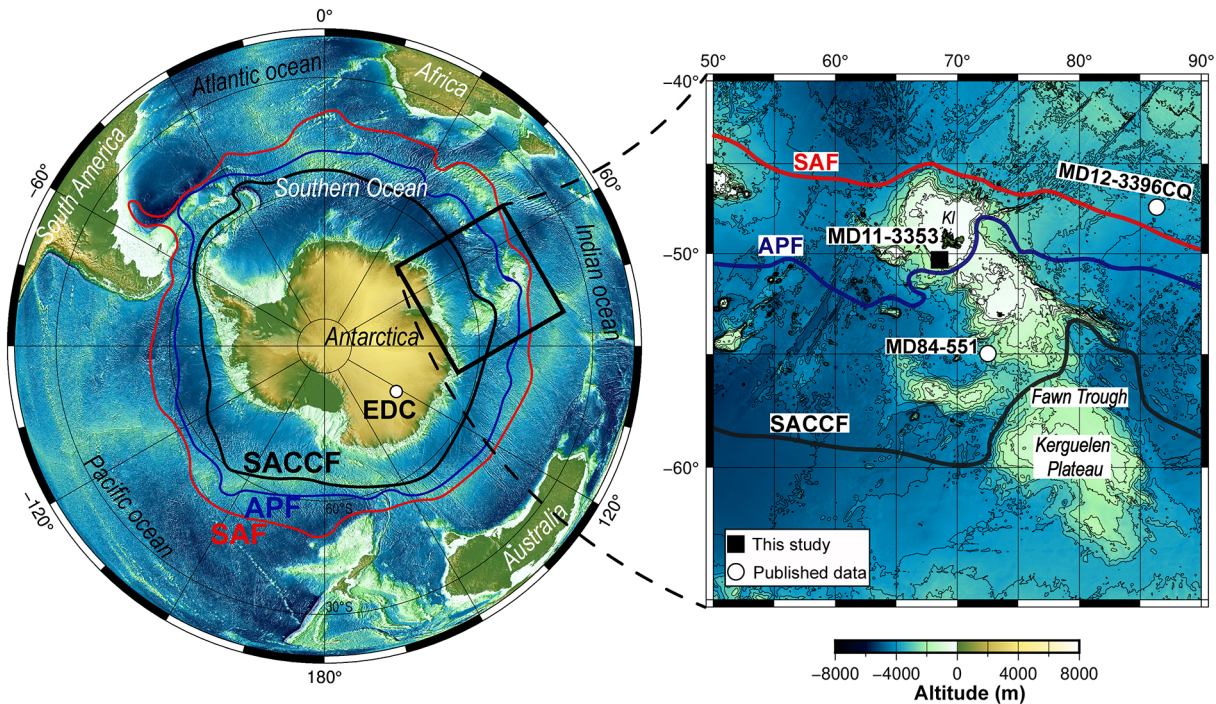 0°
60°
120°
180°
−120°
−60°
Atlantic ocean
Africa
South America
Southern Ocean
Indian ocean
Antarctica
EDC
SACCF
APF
60°S
SAF
Pacific ocean
Australia
30°S
50° 60° 70° 80° 90°
−40°
−50°
−60°
SAF
MD12-3396CQ
KI
MD11-3353
APF
MD84-551
Fawn Trough
SACCF
Kerguelen
Plateau
This study
Published data
−8000 −4000 0 4000 8000
Altitude (m)